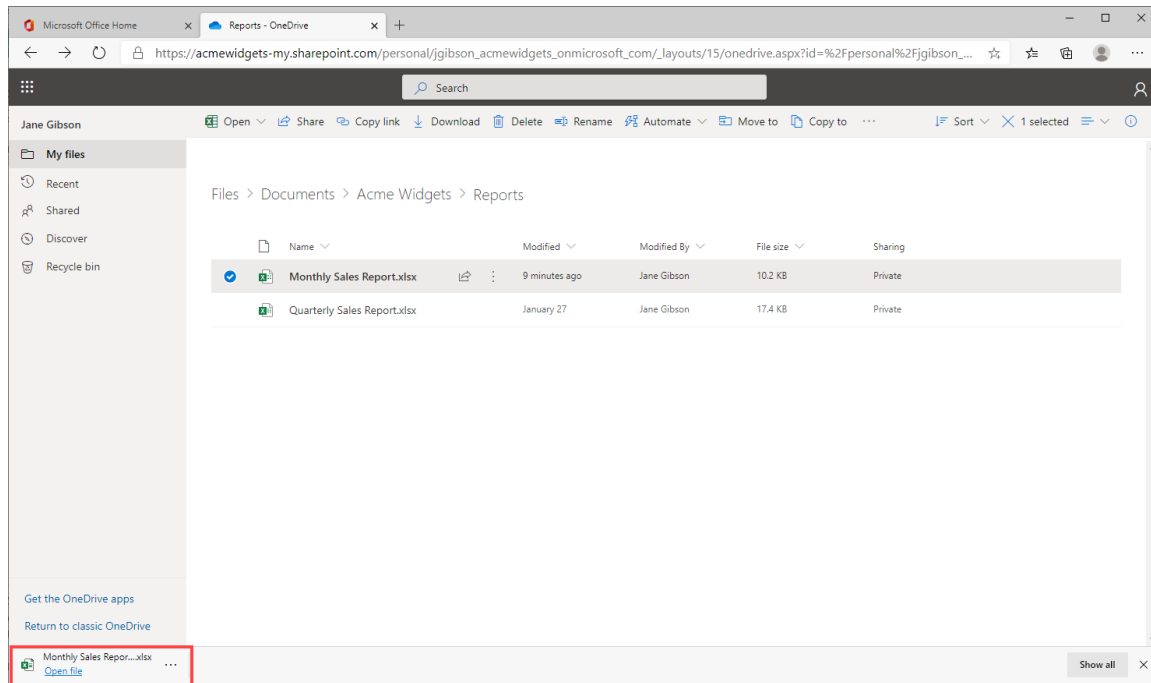 Microsoft Office Home
Reports - OneDrive
https://acmewidgets-my.sharepoint.com/personal/jgibson_acmewidgets_onmicrosoft_com/_layouts/15/onedrive.aspx?id=%2Fpersonal%2Fjgibson_...
Search
Jane Gibson
Open Share Copy link Download Delete Rename Automate Move to Copy to ... Sort 1 selected
My files
Recent
Shared
Discover
Recycle bin
Files > Documents > Acme Widgets > Reports
Name Modified Modified By File size Sharing
Monthly Sales Report.xlsx 9 minutes ago Jane Gibson 10.2 KB Private
Quarterly Sales Report.xlsx January 27 Jane Gibson 17.4 KB Private
Get the OneDrive apps
Return to classic OneDrive
Monthly Sales Repor....xlsx
Open file
Show all